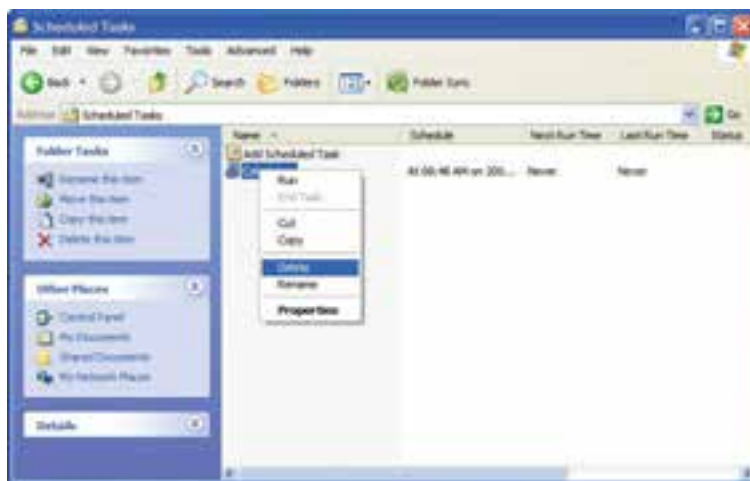 Scheduled Tasks
File Edit View Favorites Tools Advanced Help
Back Search Folders Folder Sync
Address Scheduled Tasks Go
Name Schedule Next Run Time Last Run Time Status
Add Scheduled Task
Never Never
Run
End Task
Cut
Copy
Delete
Rename
Properties
Folder Tasks
Rename this item
Move this item
Copy this item
Delete this item
Other Places
Control Panel
My Documents
Shared Documents
My Network Places
Details